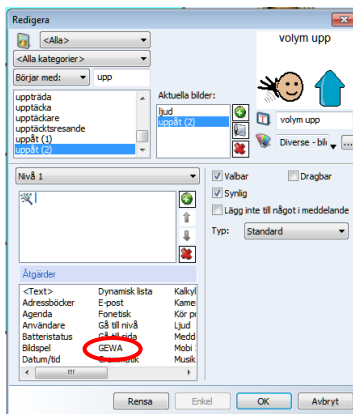 Redigera
<Alla>
<Alla kategorier>
Börjar med: upp
uppträda
upptäcka
upptäckare
upptäcktsresande
uppåt (1)
uppåt (2)
Aktuella bilder:
ljud
uppåt (2)
volym upp
volym upp
Diverse - bil
...
Nivå 1
Valbar Dragbar
Synlig
Lägg inte till något i meddelande
Typ: Standard
Åtgärder
<Text> Dynamisk lista Kalkyl
Adressböcker E-post Kame
Agenda Fonetisk Kör pr
Användare Gå till nivå Ljud
Batteristatus Gå till sida Medd
Bildspel GEWA Mobi
Datum/tid Grammatik Musik
Rensa Enkel OK Avbryt